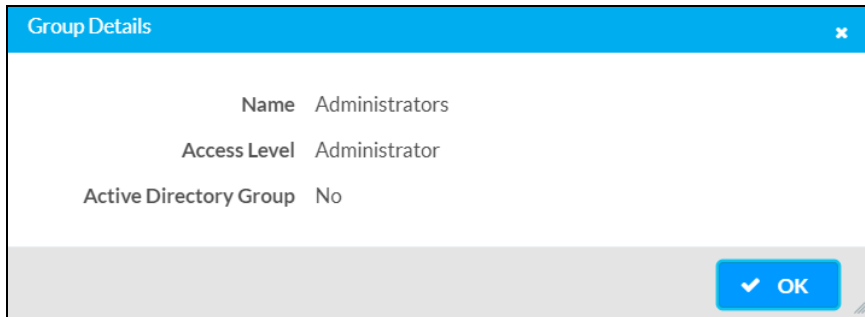 Group Details
Name Administrators
Access Level Administrator
Active Directory Group No
OK